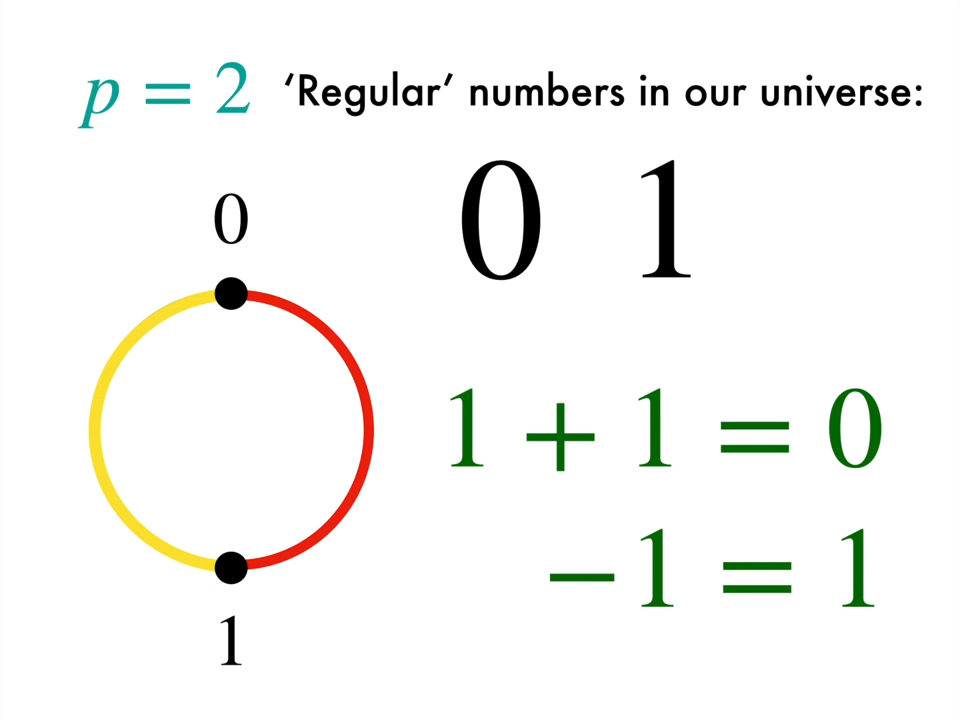 p = 2 ‘Regular’ numbers in our universe:
0 1
0
1 + 1 = 0
−1 = 1
1